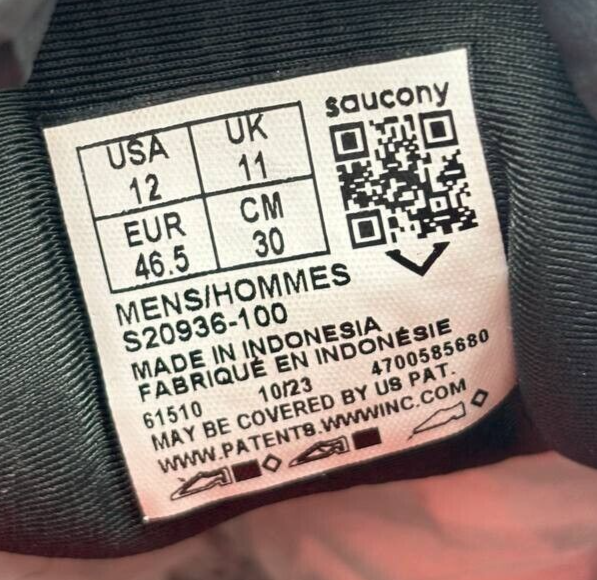 saucony
USA UK
12 11
EUR CM
46.5 30
MENS/HOMMES
S20936-100
MADE IN INDONESIA
FABRIQUÉ EN INDONÉSIE
61510 10/23 4700585680
MAY BE COVERED BY US PAT.
WWW.PATENTS.WWWINC.COM